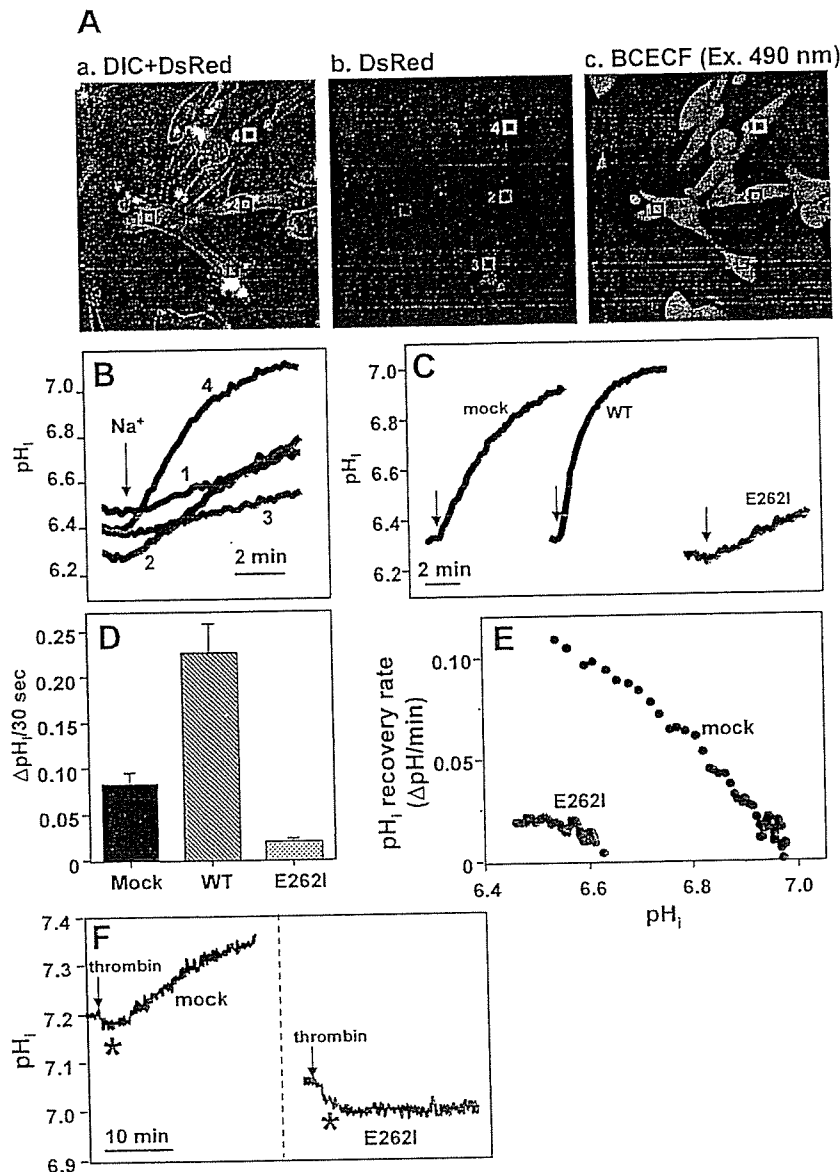 A
a. DIC+DsRed
b. DsRed
c. BCECF (Ex. 490 nm)
4
1
4
2
3
4
1
B
pHi
7.0
6.8
6.6
6.4
6.2
Na+
4
1
3
2
2 min
C
pHi
7.0
6.8
6.6
6.4
6.2
mock
WT
E262I
2 min
D
ΔpHi/30 sec
0.25
0.20
0.15
0.10
0.05
0
Mock
WT
E262I
E
pHi recovery rate
(ΔpH/min)
0.10
0.05
0
mock
E262I
6.4
6.6
6.8
7.0
pHi
F
pHi
7.4
7.3
7.2
7.1
7.0
6.9
thrombin
mock
*
10 min
thrombin
*
E262I